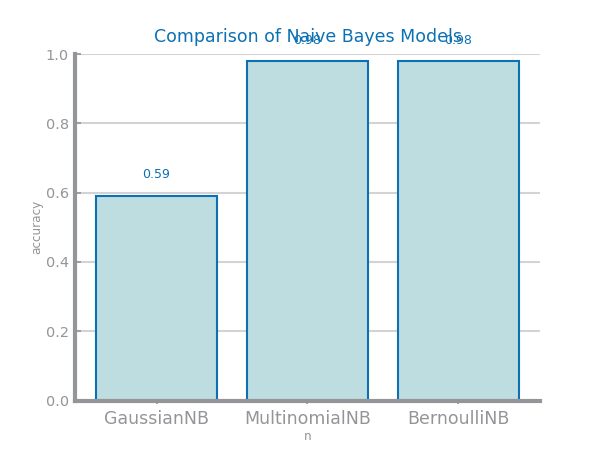 Comparison of Naive Bayes Models
0.98
0.98
1.0
0.8
0.59
0.6
accuracy
0.4
0.2
0.0
GaussianNB MultinomialNB BernoulliNB
n